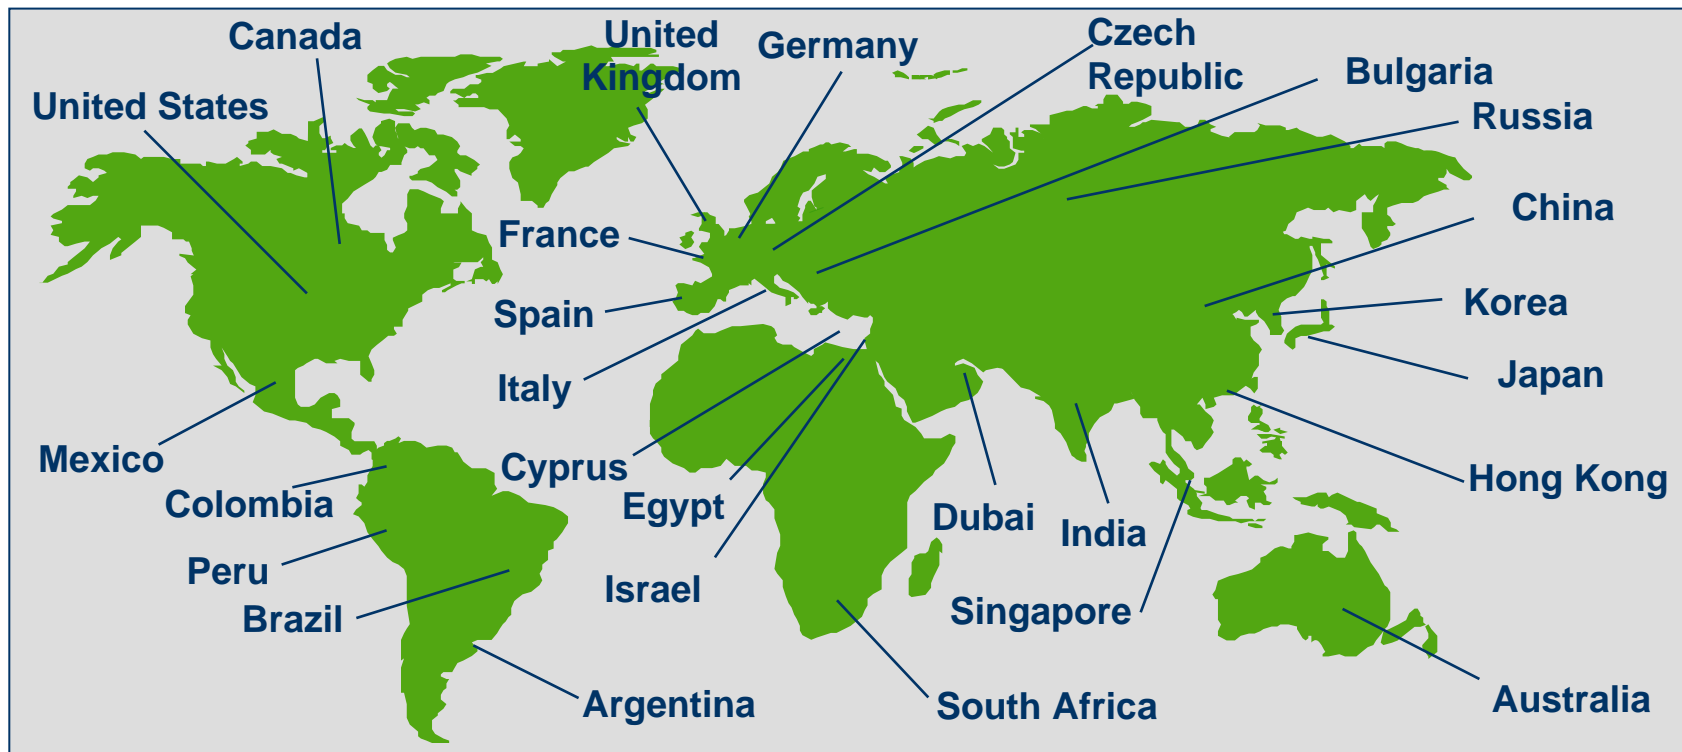 Canada
United
Kingdom
Germany
Czech
Republic
Bulgaria
United States
Russia
China
France
Spain
Korea
Italy
Japan
Mexico
Cyprus
Hong Kong
Colombia
Egypt
Dubai
India
Peru
Israel
Brazil
Singapore
Argentina
South Africa
Australia